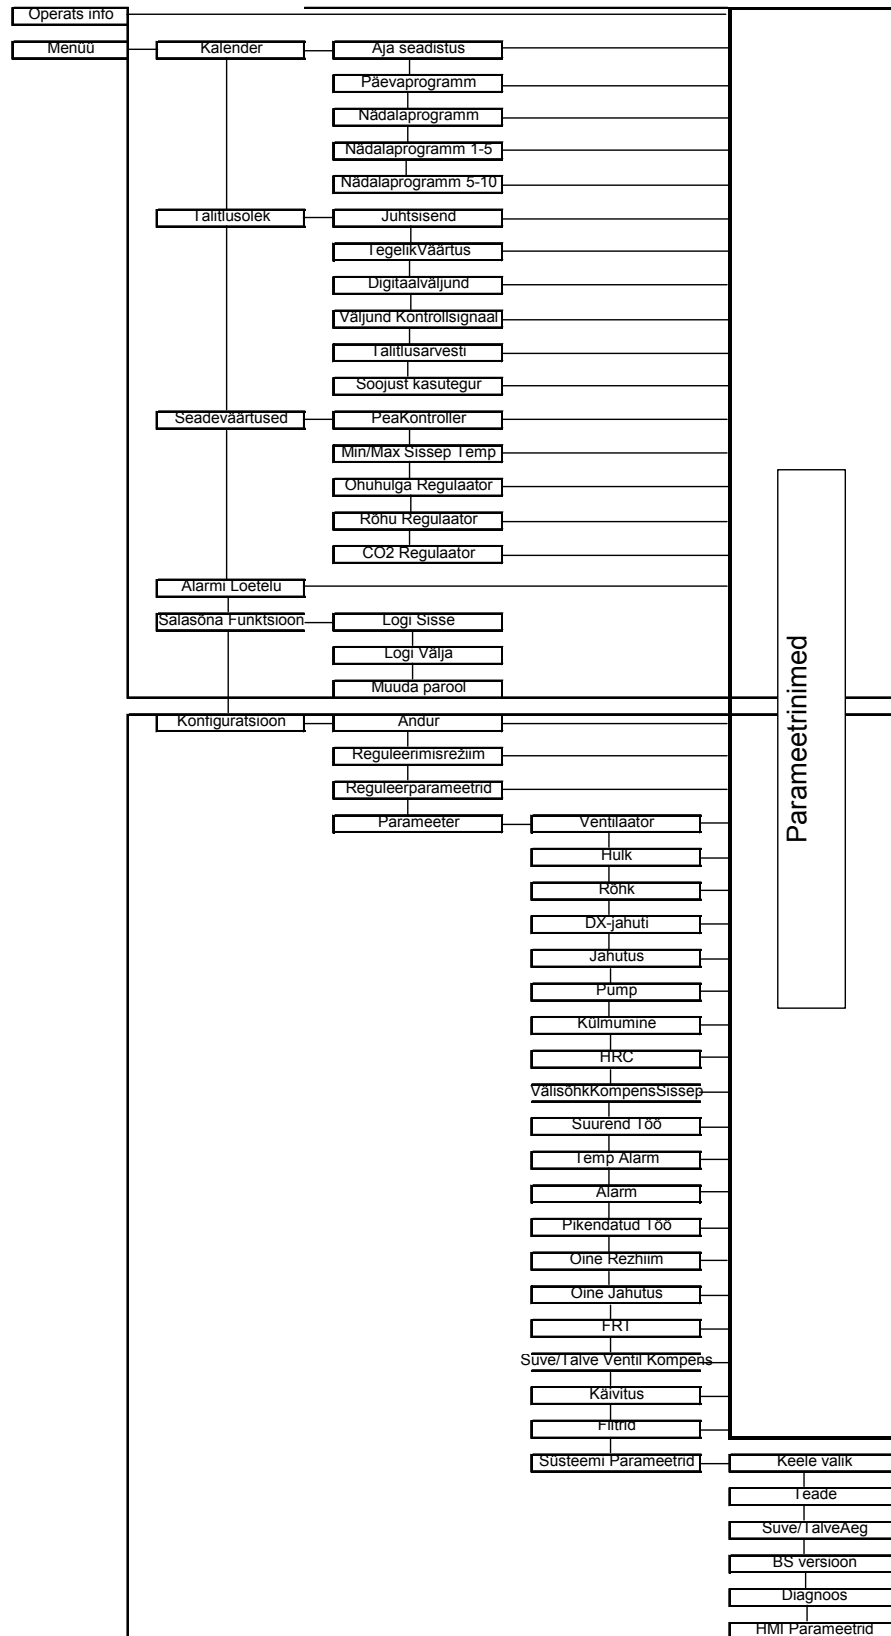 Operats info
Menüü
Kalender
Aja seadistus
Päevaprogramm
Nädalaprogramm
Nädalaprogramm 1-5
Nädalaprogramm 5-10
Talitlusolek
Juhtsisend
TegelikVäärtus
Digitaalväljund
Väljund Kontrollsignaal
Talitlusarvesti
Soojust kasutegur
Seadeväärtused
PeaKontroller
Min/Max Sissep Temp
Õhuhulga Regulaator
Rõhu Regulaator
CO2 Regulaator
Alarmi Loetelu
Salasõna Funktsioon
Logi Sisse
Logi Välja
Muuda parool
Konfiguratsioon
Andur
Reguleerimisrežiim
Reguleerparameetrid
Parameeter
Ventilaator
Hulk
Rõhk
DX-jahuti
Jahutus
Pump
Külmumine
HRC
VälisõhkKompensSissep
Suurend Töö
Temp Alarm
Alarm
Pikendatud Töö
Öine Rezhiim
Öine Jahutus
FRT
Suve/Talve Ventil Kompens
Käivitus
Filtrid
Süsteemi Parameetrid
Keele valik
Teade
Suve/TalveAeg
BS versioon
Diagnoos
HMI Parameetrid
Parameetrinimed